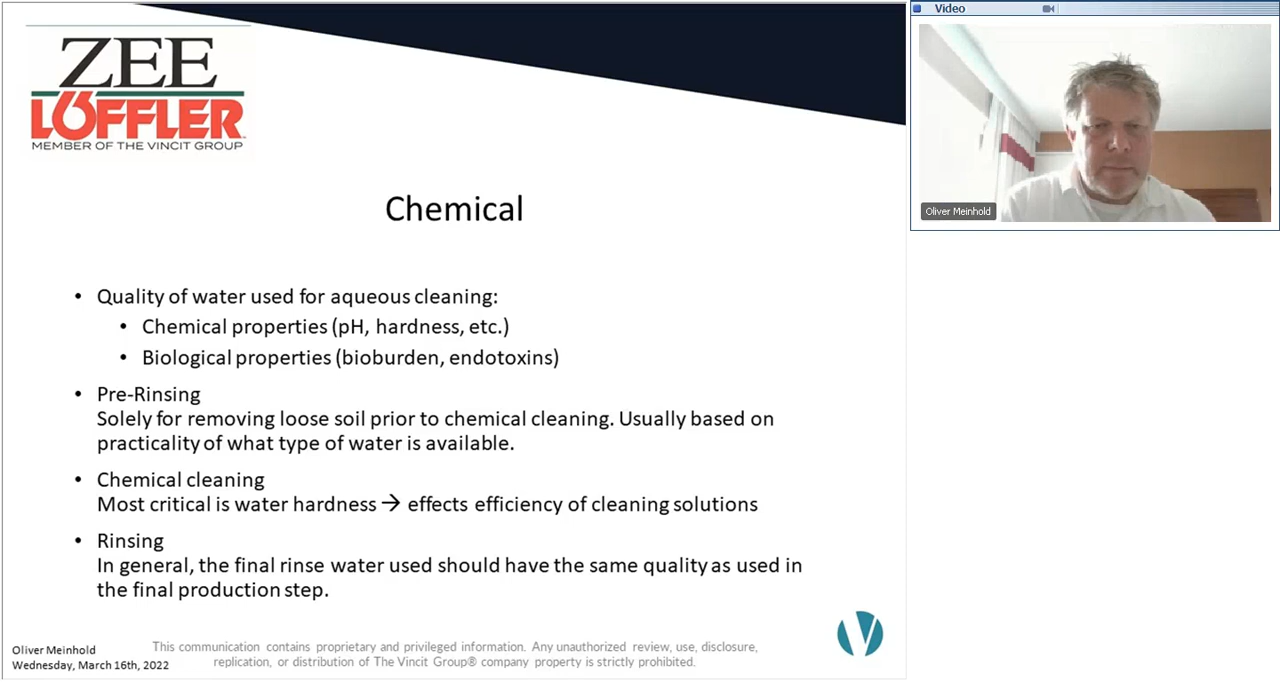 ZEE
LÖFFLER
MEMBER OF THE VINCIT GROUP
Video
Oliver Meinhold
Chemical
• Quality of water used for aqueous cleaning:
• Chemical properties (pH, hardness, etc.)
• Biological properties (bioburden, endotoxins)
• Pre-Rinsing
Solely for removing loose soil prior to chemical cleaning. Usually based on
practicality of what type of water is available.
• Chemical cleaning
Most critical is water hardness → effects efficiency of cleaning solutions
• Rinsing
In general, the final rinse water used should have the same quality as used in
the final production step.
Oliver Meinhold
Wednesday, March 16th, 2022
This communication contains proprietary and privileged information. Any unauthorized review, use, disclosure,
replication, or distribution of The Vincit Group® company property is strictly prohibited.